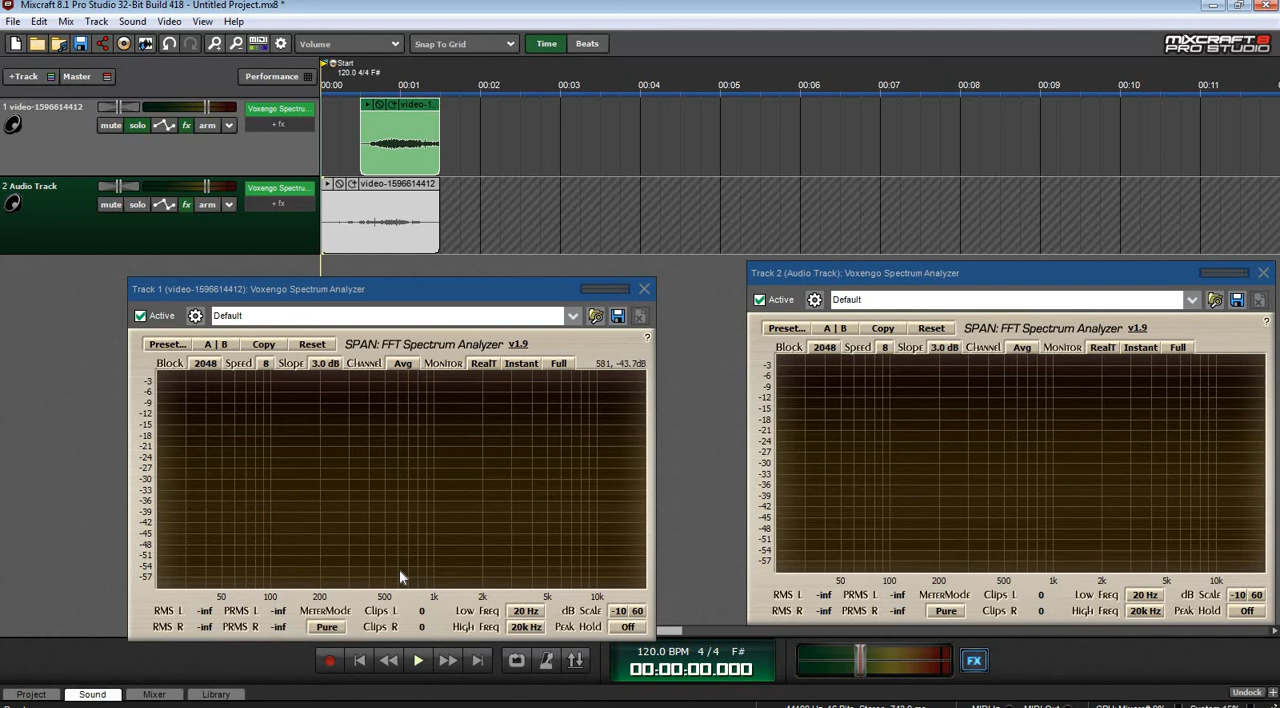 Mixcraft 8.1 Pro Studio 32-Bit Build 418 - Untitled Project.mx8 *
File Edit Mix Track Sound Video View Help
Volume Snap To Grid Time Beats MIXCRAFT 8 PRO STUDIO
Start
+Track Master Performance 120.0 4/4 F#
00:00 00:01 00:02 00:03 00:04 00:05 00:06 00:07 00:08 00:09 00:10 00:11
1 video-1596614412 Voxengo Spectru... video-1...
mute solo fx arm + fx
2 Audio Track Voxengo Spectru... video-1596614412
mute solo fx arm + fx
Track 1 (video-1596614412): Voxengo Spectrum Analyzer
Active Default
Preset... A | B Copy Reset SPAN: FFT Spectrum Analyzer v1.9 ?
Block 2048 Speed 8 Slope 3.0 dB Channel Avg Monitor RealT Instant Full 581, -43.7dB
-3
-6
-9
-12
-15
-18
-21
-24
-27
-30
-33
-36
-39
-42
-45
-48
-51
-54
-57
50 100 200 500 1k 2k 5k 10k
RMS L -inf PRMS L -inf MeterMode Clips L 0 Low Freq 20 Hz dB Scale -10 60
RMS R -inf PRMS R -inf Pure Clips R 0 High Freq 20k Hz Peak Hold Off
Track 2 (Audio Track): Voxengo Spectrum Analyzer
Active Default
Preset... A | B Copy Reset SPAN: FFT Spectrum Analyzer v1.9 ?
Block 2048 Speed 8 Slope 3.0 dB Channel Avg Monitor RealT Instant Full
-3
-6
-9
-12
-15
-18
-21
-24
-27
-30
-33
-36
-39
-42
-45
-48
-51
-54
-57
50 100 200 500 1k 2k 5k 10k
RMS L -inf PRMS L -inf MeterMode Clips L 0 Low Freq 20 Hz dB Scale -10 60
RMS R -inf PRMS R -inf Pure Clips R 0 High Freq 20k Hz Peak Hold Off
120.0 BPM 4/4 F#
00:00:00.000
FX
Project Sound Mixer Library Undock